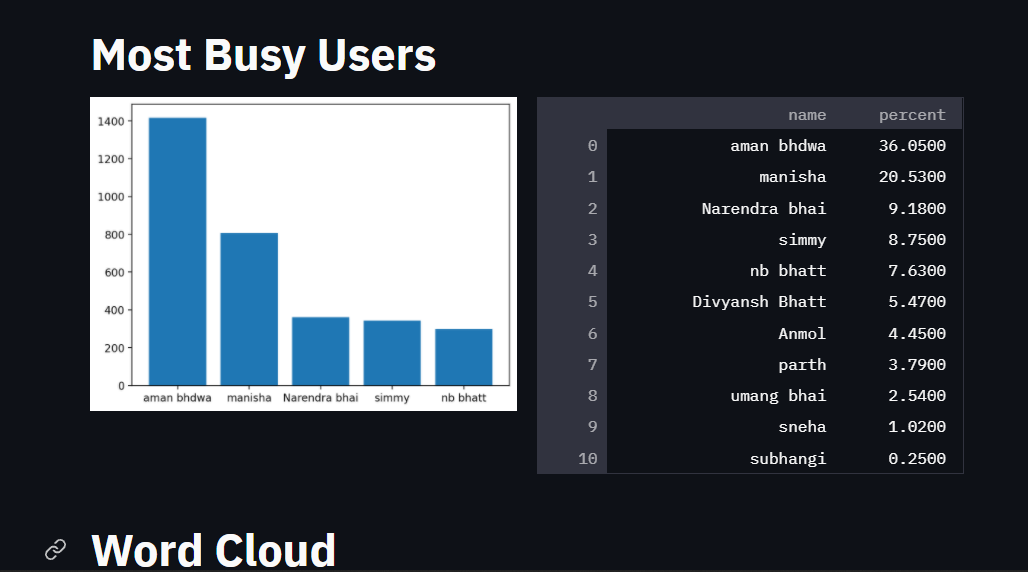 Most Busy Users
1400
1200
1000
800
600
400
200
0
aman bhdwa manisha Narendra bhai simmy nb bhatt
name percent
0 aman bhdwa 36.0500
1 manisha 20.5300
2 Narendra bhai 9.1800
3 simmy 8.7500
4 nb bhatt 7.6300
5 Divyansh Bhatt 5.4700
6 Anmol 4.4500
7 parth 3.7900
8 umang bhai 2.5400
9 sneha 1.0200
10 subhangi 0.2500
Word Cloud